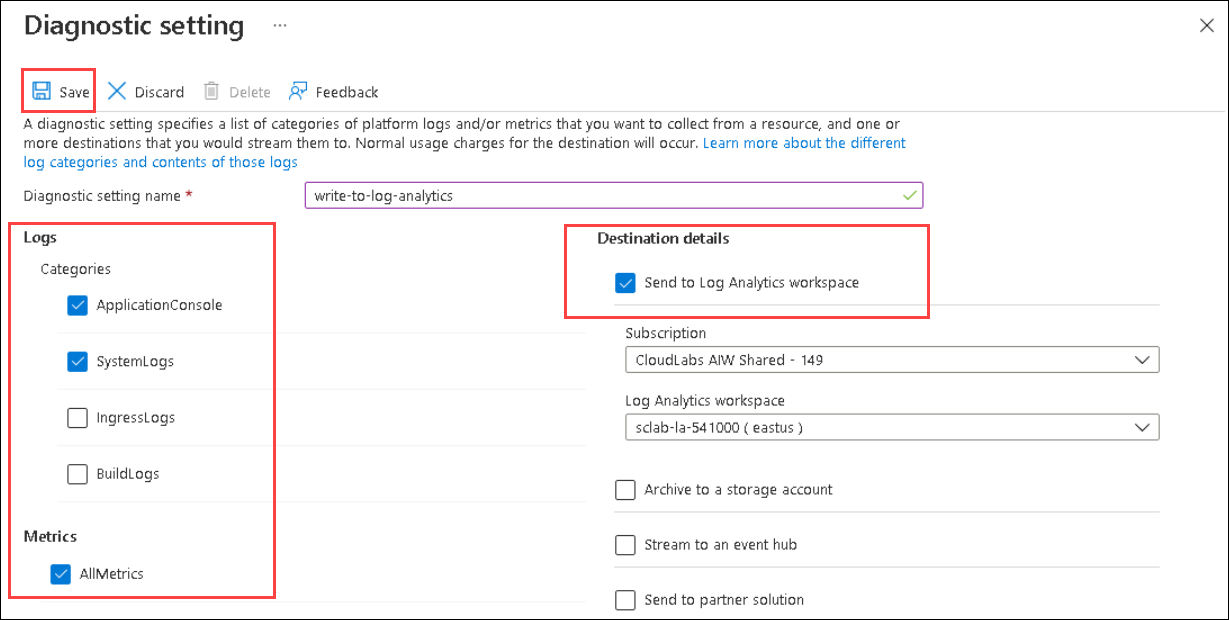 Diagnostic setting ...
Save Discard Delete Feedback
A diagnostic setting specifies a list of categories of platform logs and/or metrics that you want to collect from a resource, and one or
more destinations that you would stream them to. Normal usage charges for the destination will occur. Learn more about the different
log categories and contents of those logs
Diagnostic setting name *
write-to-log-analytics
Logs
Categories
ApplicationConsole
SystemLogs
IngressLogs
BuildLogs
Metrics
AllMetrics
Destination details
Send to Log Analytics workspace
Subscription
CloudLabs AIW Shared - 149
Log Analytics workspace
sclab-la-541000 ( eastus )
Archive to a storage account
Stream to an event hub
Send to partner solution